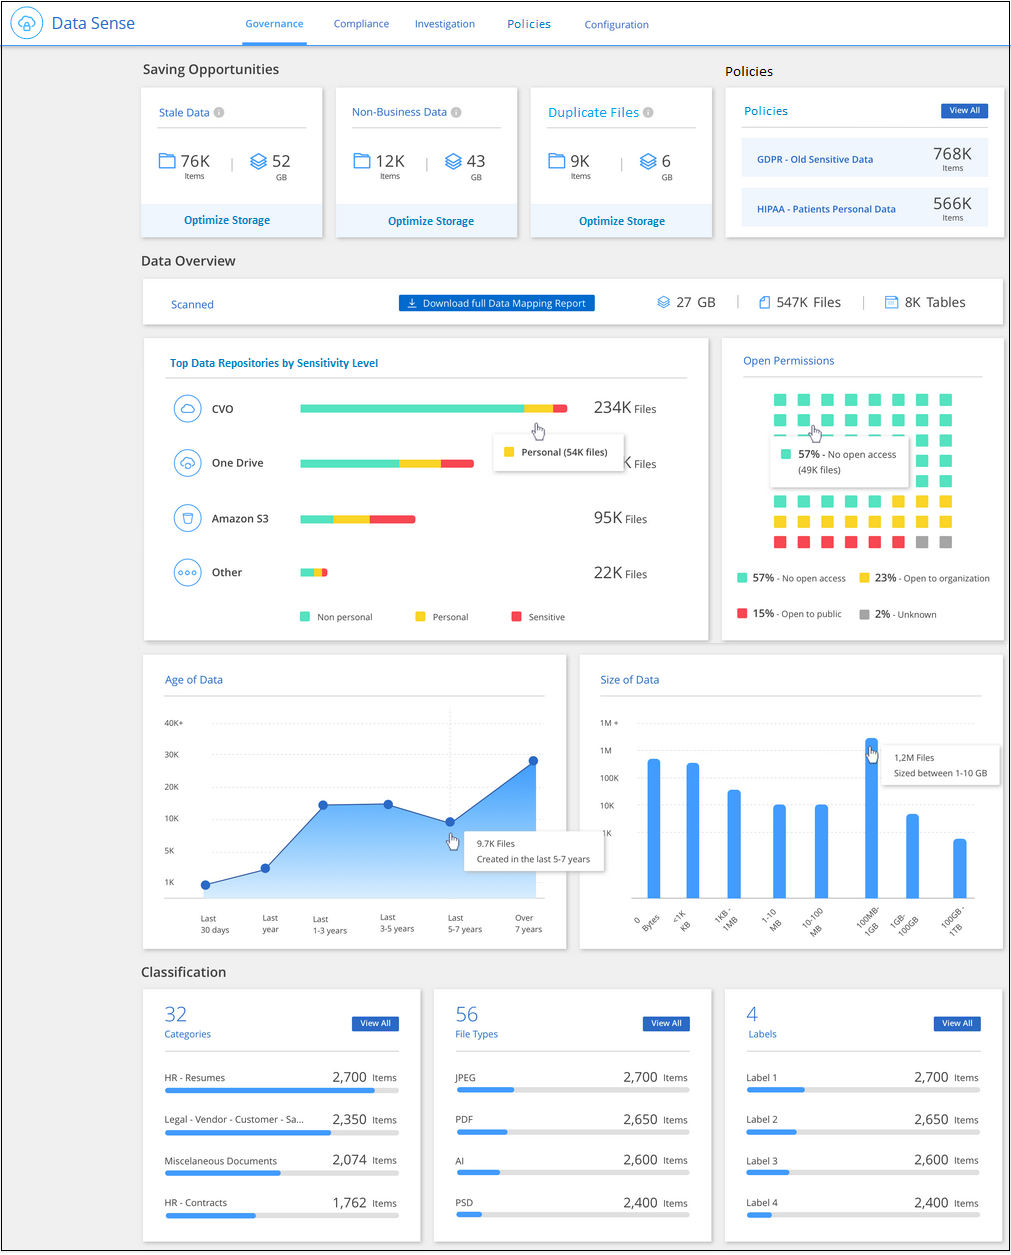 Data Sense
Governance
Compliance
Investigation
Policies
Configuration
Saving Opportunities
Policies
Stale Data
76K
Items
52
GB
Optimize Storage
Non-Business Data
12K
Items
43
GB
Optimize Storage
Duplicate Files
9K
Items
6
GB
Optimize Storage
Policies
View All
GDPR - Old Sensitive Data
768K
Items
HIPAA - Patients Personal Data
566K
Items
Data Overview
Scanned
Download full Data Mapping Report
27 GB
547K Files
8K Tables
Top Data Repositories by Sensitivity Level
CVO
234K Files
Personal (54K files)
One Drive
K Files
Amazon S3
95K Files
Other
22K Files
Non personal
Personal
Sensitive
Open Permissions
57% - No open access
(49K files)
57% - No open access
23% - Open to organization
15% - Open to public
2% - Unknown
Age of Data
40K+
30K
20K
10K
5K
1K
9.7K Files
Created in the last 5-7 years
Last
30 days
Last
year
Last
1-3 years
Last
3-5 years
Last
5-7 years
Over
7 years
Size of Data
1M +
1M
100K
10K
1K
1,2M Files
Sized between 1-10 GB
0
Bytes
<1K
KB
1KB -
1MB
1-10
MB
10-100
MB
100MB-
1GB
1GB-
100GB
100GB -
1TB
Classification
32
Categories
View All
HR - Resumes
2,700 Items
Legal - Vendor - Customer - Sa...
2,350 Items
Miscelaneous Documents
2,074 Items
HR - Contracts
1,762 Items
56
File Types
View All
JPEG
2,700 Items
PDF
2,650 Items
AI
2,600 Items
PSD
2,400 Items
4
Labels
View All
Label 1
2,700 Items
Label 2
2,650 Items
Label 3
2,600 Items
Label 4
2,400 Items